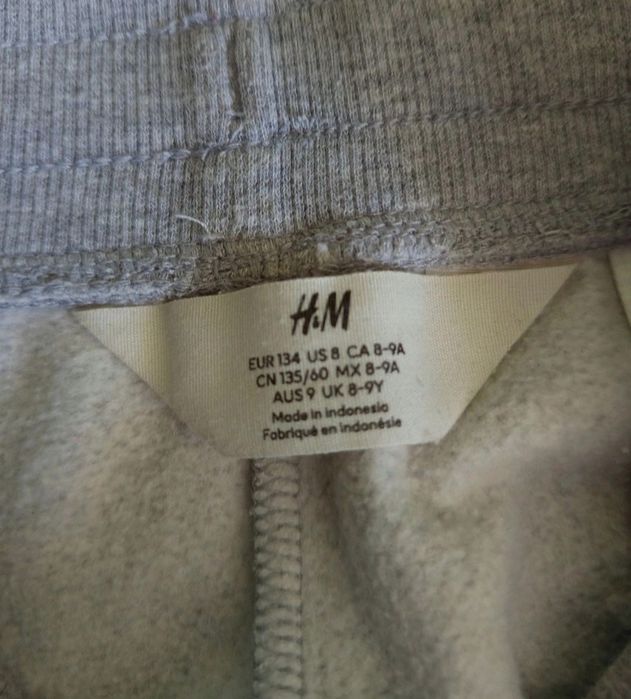 H&M
EUR 134 US 8 CA 8-9A
CN 135/60 MX 8-9A
AUS 9 UK 8-9Y
Made in Indonesia
Fabriqué en Indonésie